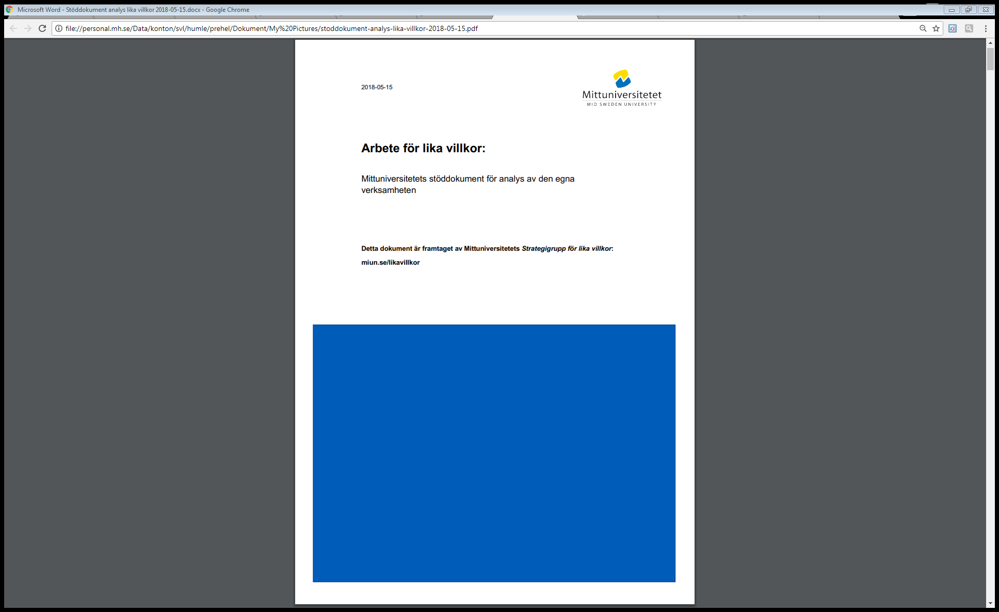 Microsoft Word - Stöddokument analys lika villkor 2018-05-15.docx - Google Chrome
file://personal.mh.se/Data/konton/svl/humle/prehel/Dokument/My%20Pictures/stoddokument-analys-lika-villkor-2018-05-15.pdf
2018-05-15
Mittuniversitetet
MID SWEDEN UNIVERSITY
Arbete för lika villkor:
Mittuniversitetets stöddokument för analys av den egna
verksamheten
Detta dokument är framtaget av Mittuniversitetets Strategigrupp för lika villkor:
miun.se/likavillkor